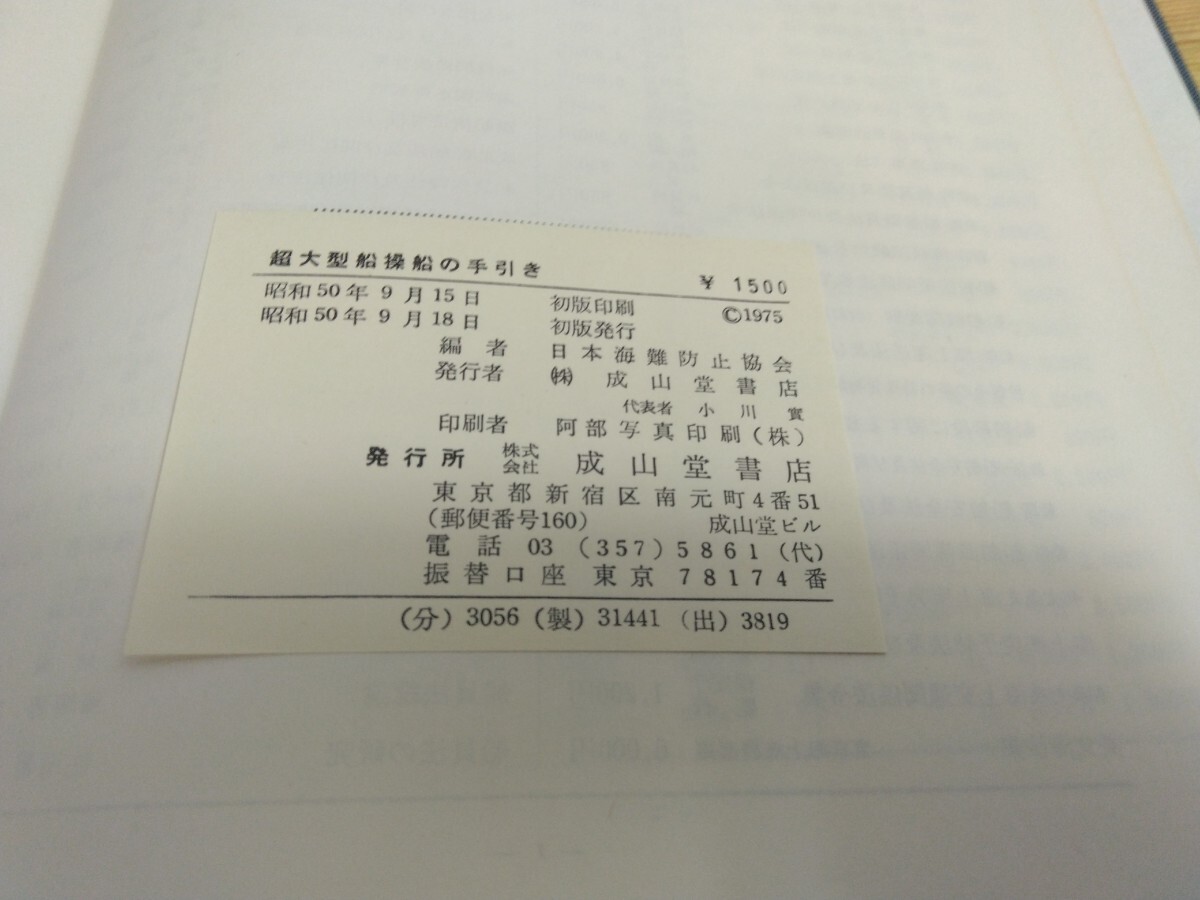 超大型船操船の手引き ¥ 1500
昭和50年9月15日 初版印刷 ©1975
昭和50年9月18日 初版発行
編者 日本海難防止協会
発行者 ㈱ 成山堂書店
代表者 小川實
印刷者 阿部写真印刷(株)
発行所 株式会社 成山堂書店
東京都新宿区南元町4番51
(郵便番号160) 成山堂ビル
電話 03 (357) 5861 (代)
振替口座 東京 78174番
(分) 3056 (製) 31441 (出) 3819